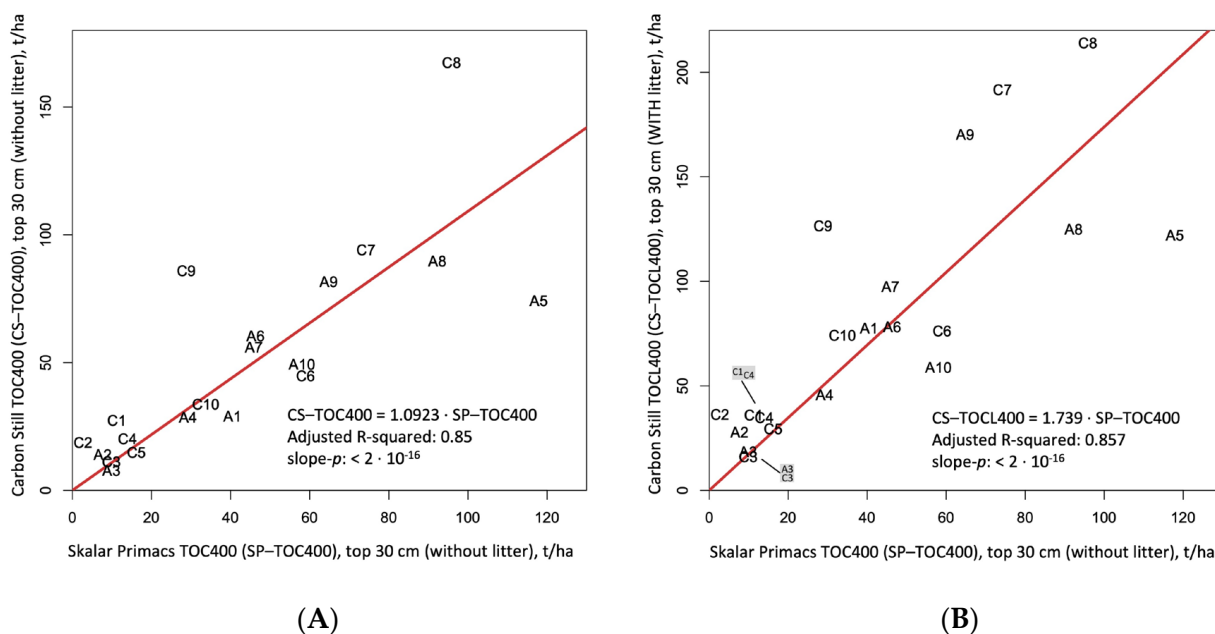 Carbon Still TOC400 (CS–TOC400), top 30 cm (without litter), t/ha
150
100
50
0
C8
C7
C9
A9
A8
A5
A6
A7
A10
C6
C10
A4
A1
C1
C4
C2
C5
A2
C3
A3
CS–TOC400 = 1.0923 · SP–TOC400
Adjusted R-squared: 0.85
slope-p: < 2 · 10-16
0 20 40 60 80 100 120
Skalar Primacs TOC400 (SP–TOC400), top 30 cm (without litter), t/ha
(A)
Carbon Still TOCL400 (CS–TOCL400), top 30 cm (WITH litter), t/ha
200
150
100
50
0
C8
C7
A9
C9
A8
A5
A7
C10
A1
A6
C6
A10
C1 C4
A4
C2
C1
C4
C5
A2
A3
C3
A3
C3
CS–TOCL400 = 1.739 · SP–TOC400
Adjusted R-squared: 0.857
slope-p: < 2 · 10-16
0 20 40 60 80 100 120
Skalar Primacs TOC400 (SP–TOC400), top 30 cm (without litter), t/ha
(B)